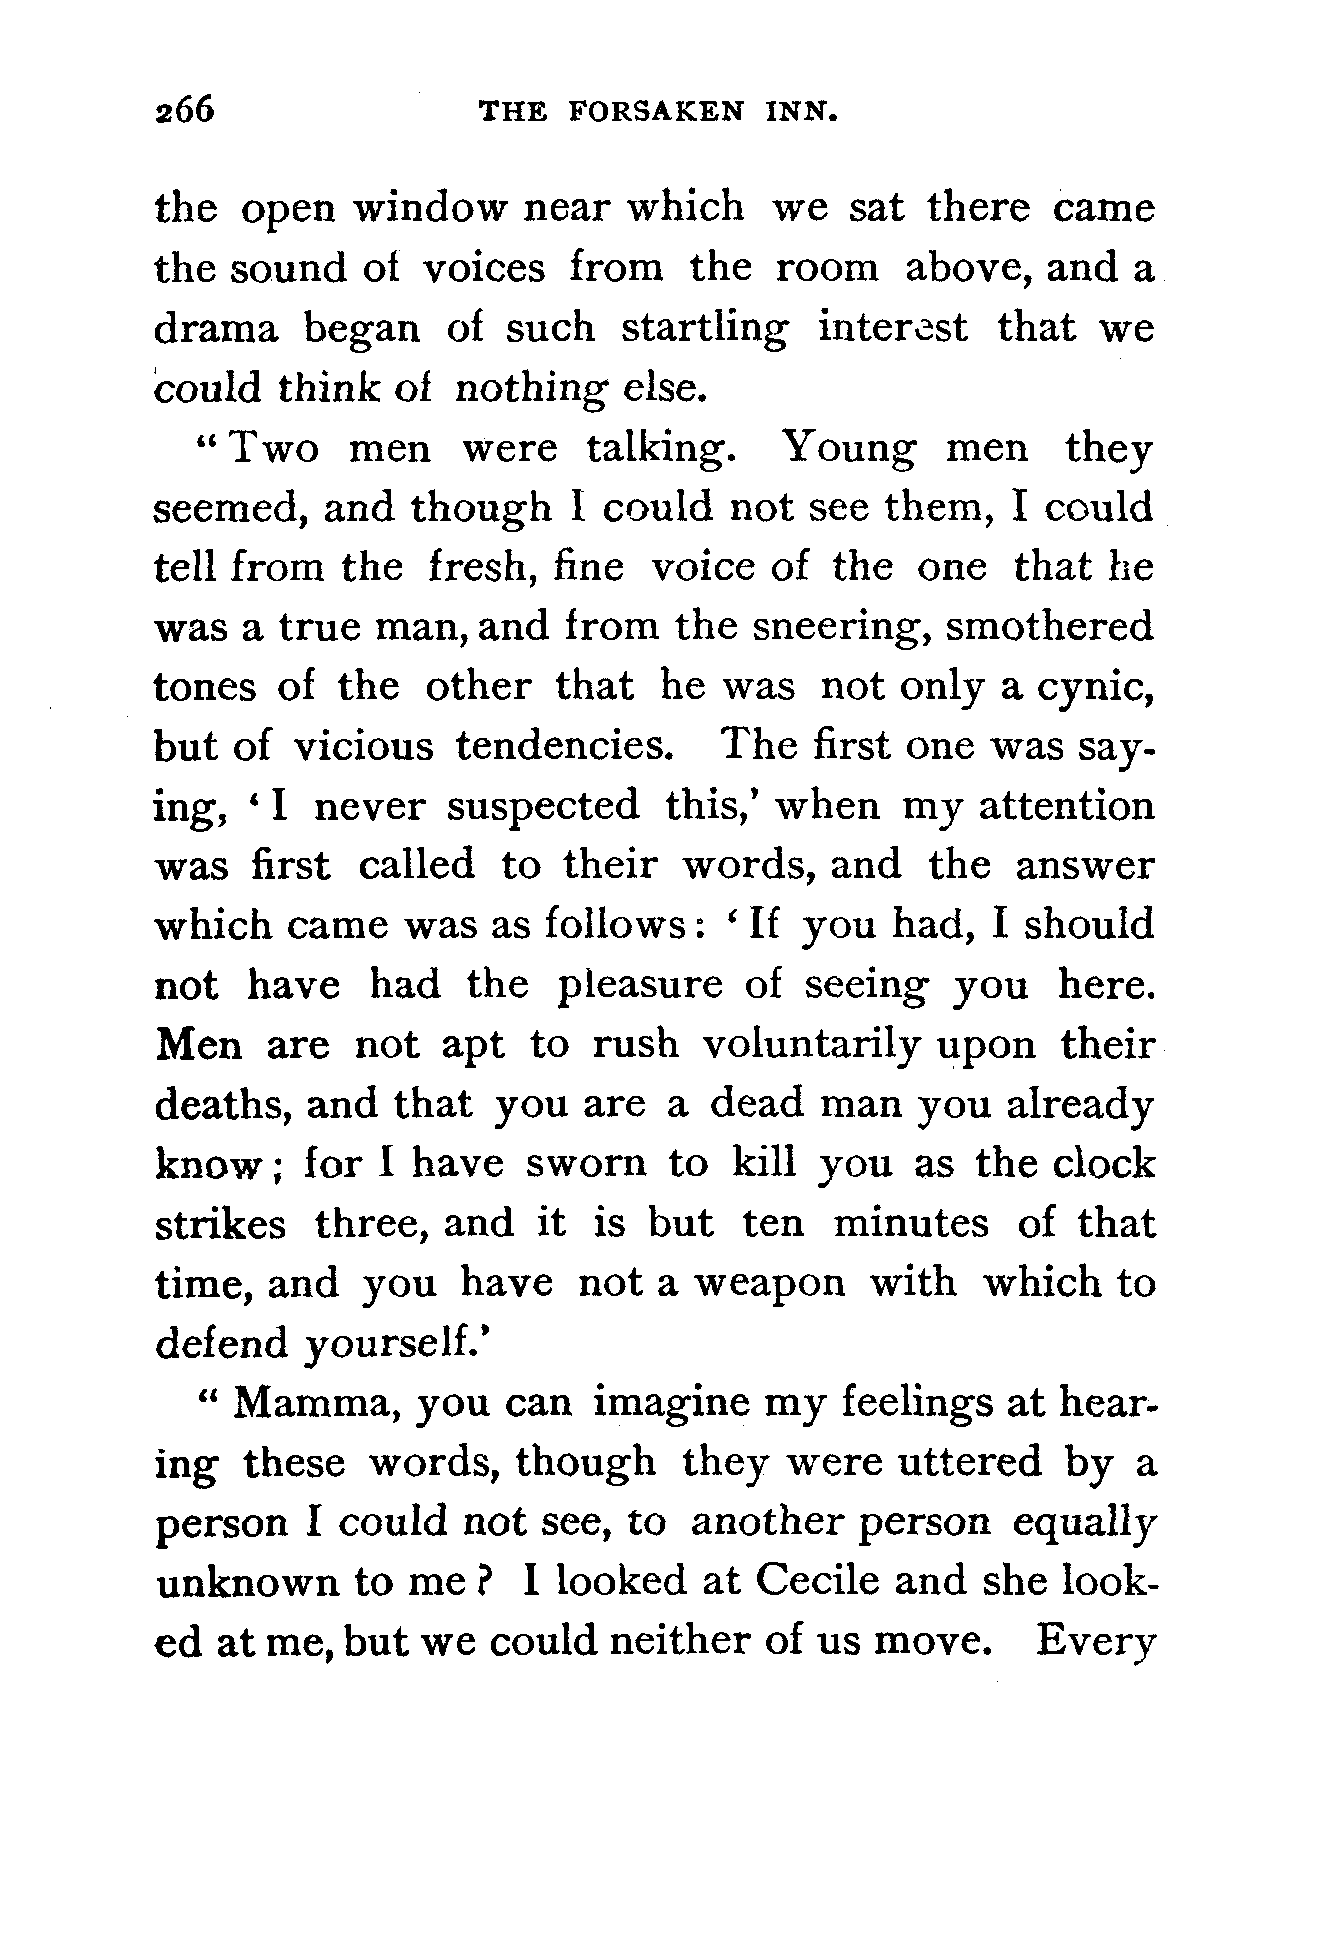 266 THE FORSAKEN INN.
the open window near which we sat there came
the sound of voices from the room above, and a
drama began of such startling interest that we
could think of nothing else.
“ Two men were talking. Young men they
seemed, and though I could not see them, I could
tell from the fresh, fine voice of the one that he
was a true man, and from the sneering, smothered
tones of the other that he was not only a cynic,
but of vicious tendencies. The first one was say-
ing, ‘ I never suspected this,’ when my attention
was first called to their words, and the answer
which came was as follows: ‘ If you had, I should
not have had the pleasure of seeing you here.
Men are not apt to rush voluntarily upon their
deaths, and that you are a dead man you already
know ; for I have sworn to kill you as the clock
strikes three, and it is but ten minutes of that
time, and you have not a weapon with which to
defend yourself.’
“ Mamma, you can imagine my feelings at hear-
ing these words, though they were uttered by a
person I could not see, to another person equally
unknown to me ? I looked at Cecile and she look-
ed at me, but we could neither of us move. Every